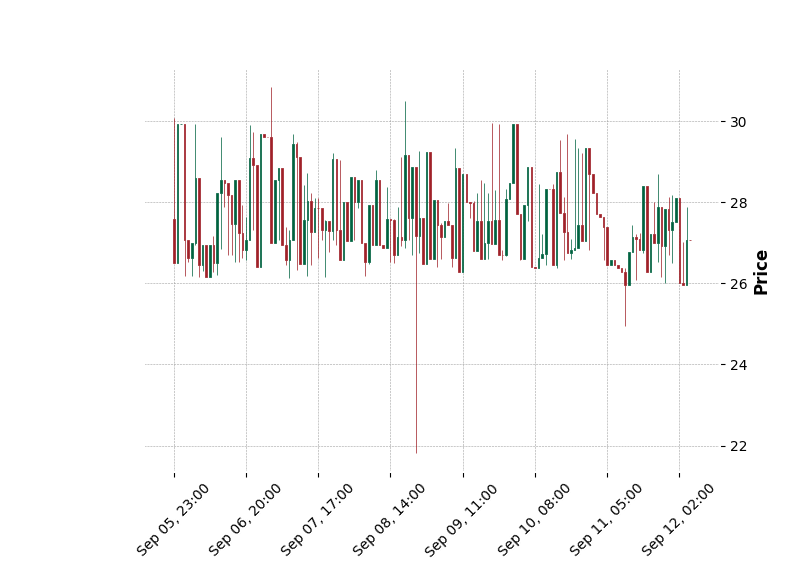 30
28
26
24
22
Price
Sep 05, 23:00
Sep 06, 20:00
Sep 07, 17:00
Sep 08, 14:00
Sep 09, 11:00
Sep 10, 08:00
Sep 11, 05:00
Sep 12, 02:00